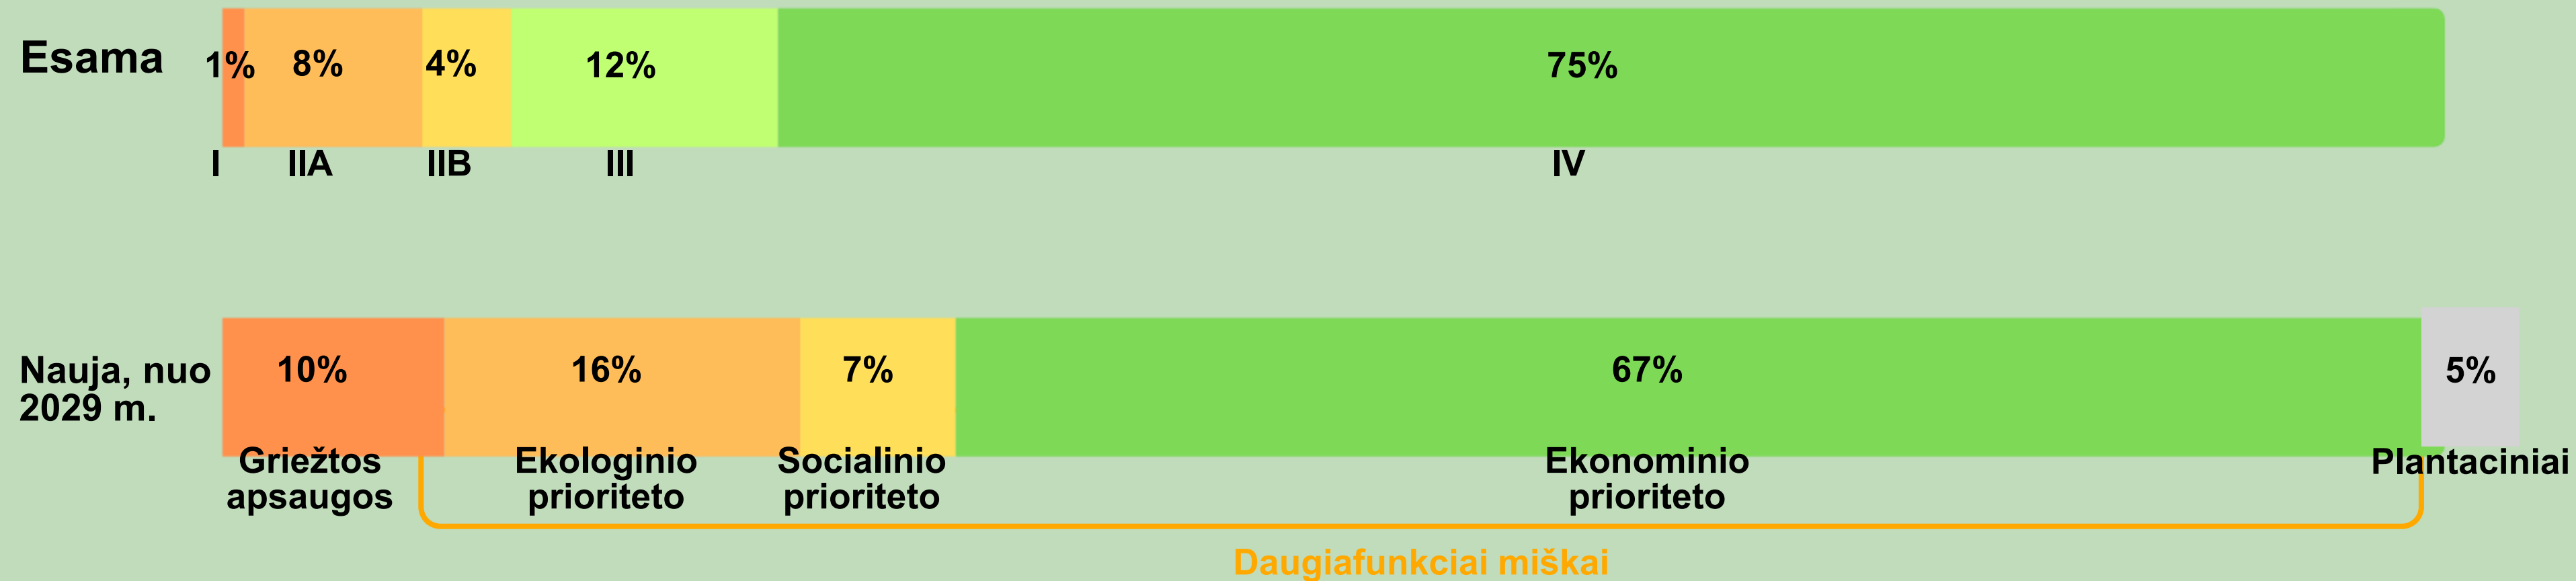 Esama
1% 8% 4% 12% 75%
I IIA IIB III IV
Nauja, nuo
2029 m.
10% 16% 7% 67% 5%
Griežtos
apsaugos
Ekologinio
prioriteto
Socialinio
prioriteto
Ekonominio
prioriteto
Plantaciniai
Daugiafunkciai miškai